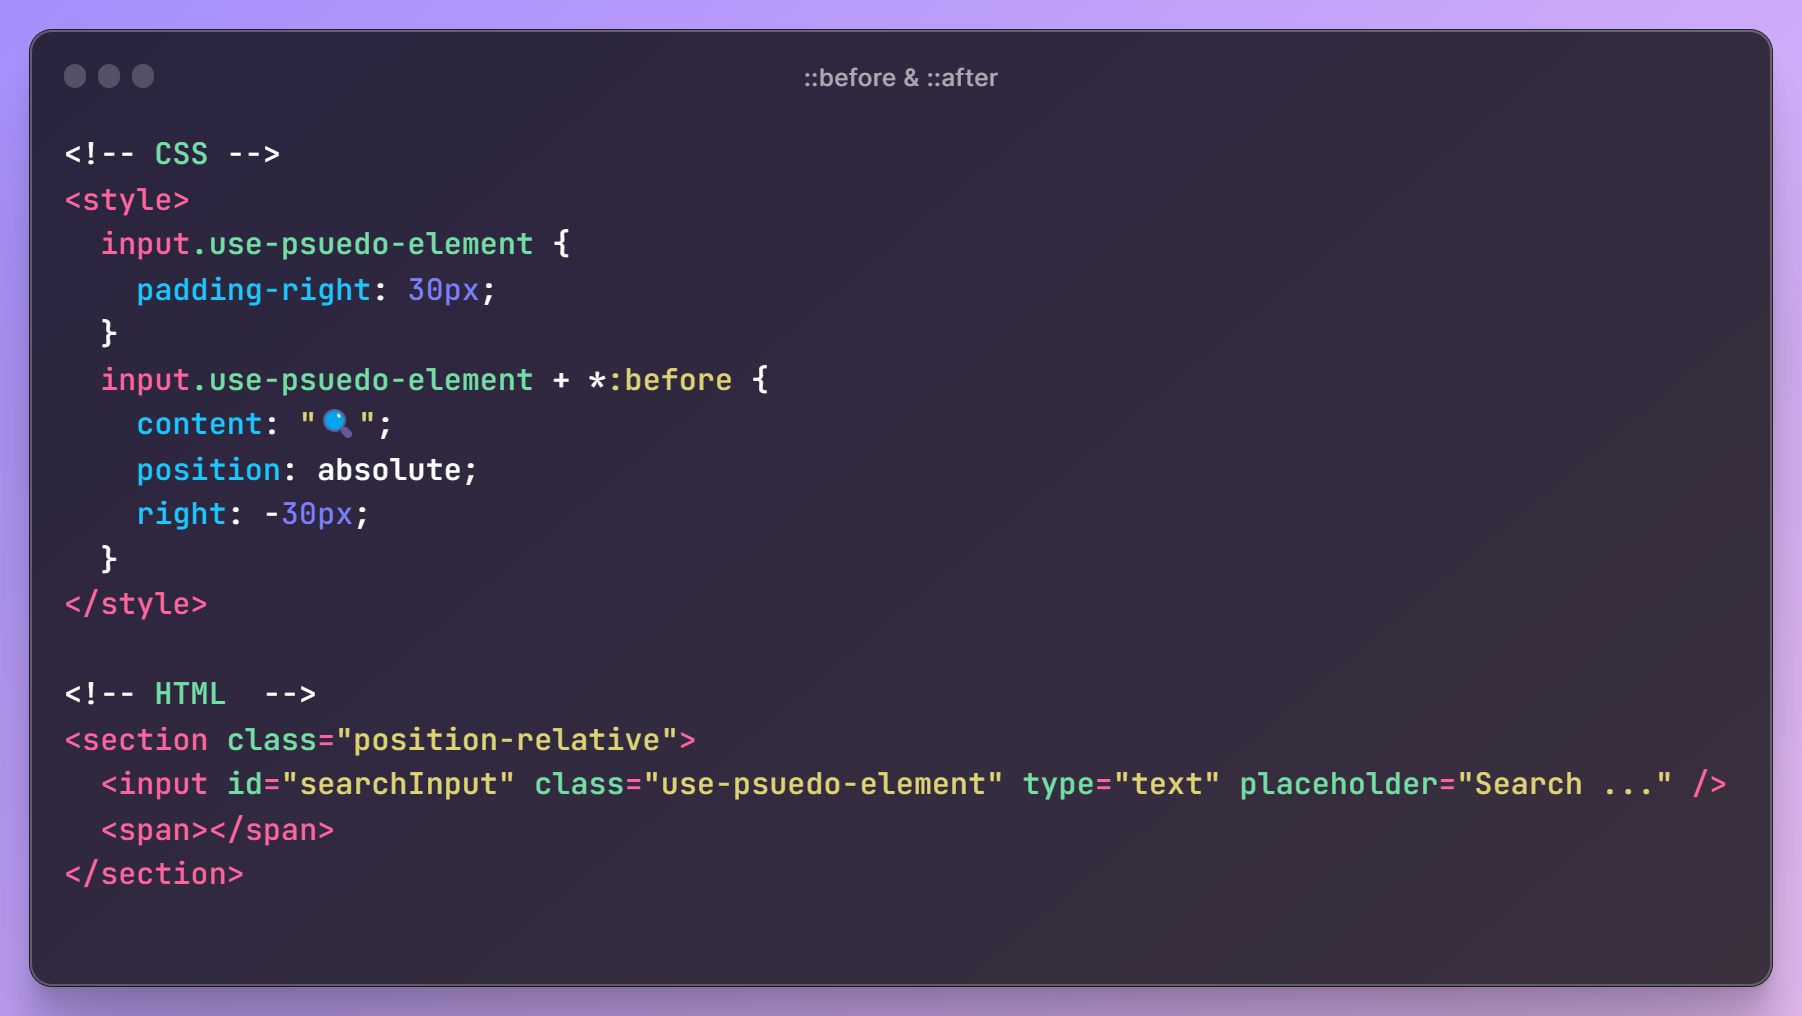 ::before & ::after
<!-- CSS -->
<style>
  input.use-psuedo-element {
    padding-right: 30px;
  }
  input.use-psuedo-element + *:before {
    content: "🔍";
    position: absolute;
    right: -30px;
  }
</style>

<!-- HTML  -->
<section class="position-relative">
  <input id="searchInput" class="use-psuedo-element" type="text" placeholder="Search ..." />
  <span></span>
</section>